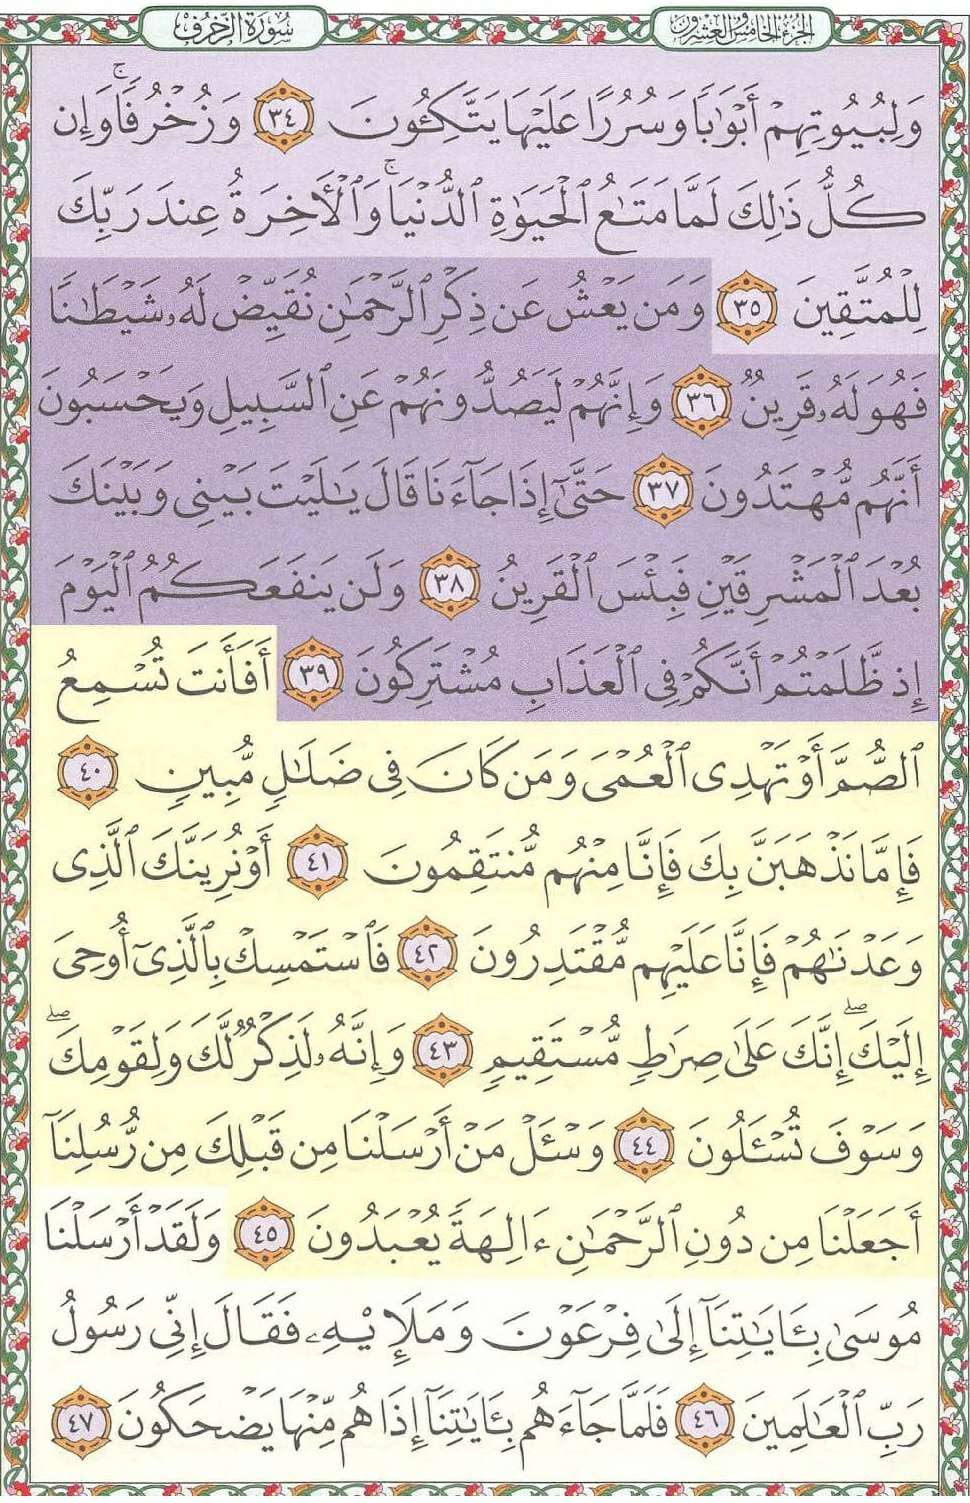 الجزء الخامس والعشرون
سورة الزخرف
وَلِبُيُوتِهِمْ أَبْوَٰبًا وَسُرُرًا عَلَيْهَا يَتَّكِـُٔونَ ٣٤ وَزُخْرُفًا ۚ وَإِن
كُلُّ ذَٰلِكَ لَمَّا مَتَـٰعُ ٱلْحَيَوٰةِ ٱلدُّنْيَا ۚ وَٱلْـَٔاخِرَةُ عِندَ رَبِّكَ
لِلْمُتَّقِينَ ٣٥ وَمَن يَعْشُ عَن ذِكْرِ ٱلرَّحْمَـٰنِ نُقَيِّضْ لَهُۥ شَيْطَـٰنًا
فَهُوَ لَهُۥ قَرِينٌ ٣٦ وَإِنَّهُمْ لَيَصُدُّونَهُمْ عَنِ ٱلسَّبِيلِ وَيَحْسَبُونَ
أَنَّهُم مُّهْتَدُونَ ٣٧ حَتَّىٰٓ إِذَا جَآءَنَا قَالَ يَـٰلَيْتَ بَيْنِى وَبَيْنَكَ
بُعْدَ ٱلْمَشْرِقَيْنِ فَبِئْسَ ٱلْقَرِينُ ٣٨ وَلَن يَنفَعَكُمُ ٱلْيَوْمَ
إِذ ظَّلَمْتُمْ أَنَّكُمْ فِى ٱلْعَذَابِ مُشْتَرِكُونَ ٣٩ أَفَأَنتَ تُسْمِعُ
ٱلصُّمَّ أَوْ تَهْدِى ٱلْعُمْىَ وَمَن كَانَ فِى ضَلَـٰلٍ مُّبِينٍ ٤٠
فَإِمَّا نَذْهَبَنَّ بِكَ فَإِنَّا مِنْهُم مُّنتَقِمُونَ ٤١ أَوْ نُرِيَنَّكَ ٱلَّذِى
وَعَدْنَـٰهُمْ فَإِنَّا عَلَيْهِم مُّقْتَدِرُونَ ٤٢ فَٱسْتَمْسِكْ بِٱلَّذِىٓ أُوحِىَ
إِلَيْكَ ۖ إِنَّكَ عَلَىٰ صِرَٰطٍ مُّسْتَقِيمٍ ٤٣ وَإِنَّهُۥ لَذِكْرٌ لَّكَ وَلِقَوْمِكَ ۖ
وَسَوْفَ تُسْـَٔلُونَ ٤٤ وَسْـَٔلْ مَنْ أَرْسَلْنَا مِن قَبْلِكَ مِن رُّسُلِنَآ
أَجَعَلْنَا مِن دُونِ ٱلرَّحْمَـٰنِ ءَالِهَةً يُعْبَدُونَ ٤٥ وَلَقَدْ أَرْسَلْنَا
مُوسَىٰ بِـَٔايَـٰتِنَآ إِلَىٰ فِرْعَوْنَ وَمَلَإِي۟هِۦ فَقَالَ إِنِّى رَسُولُ
رَبِّ ٱلْعَـٰلَمِينَ ٤٦ فَلَمَّا جَآءَهُم بِـَٔايَـٰتِنَآ إِذَا هُم مِّنْهَا يَضْحَكُونَ ٤٧